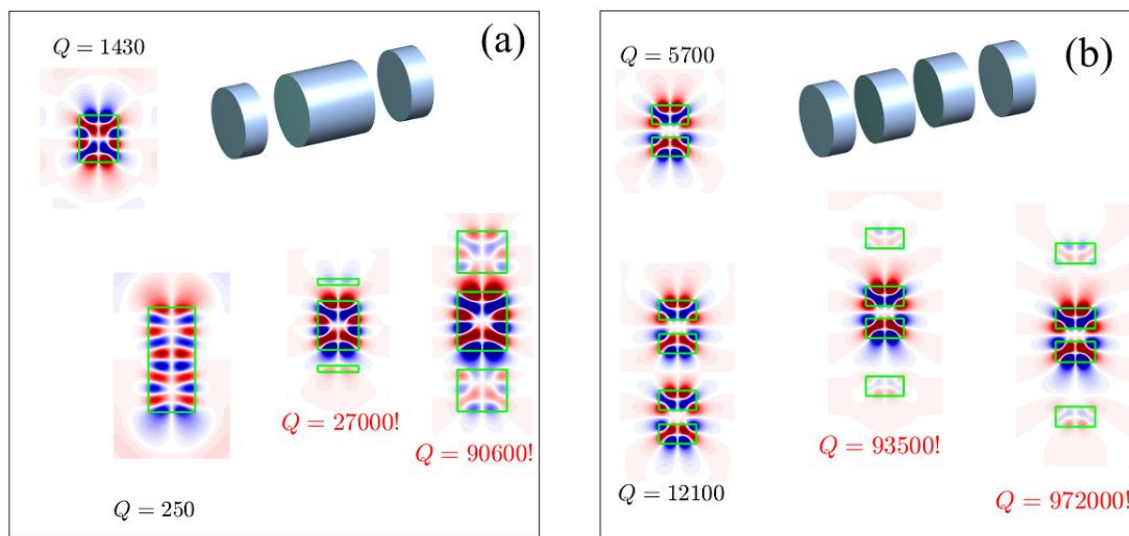 (a)
Q = 1430
Q = 27000!
Q = 90600!
Q = 250
(b)
Q = 5700
Q = 93500!
Q = 12100
Q = 972000!